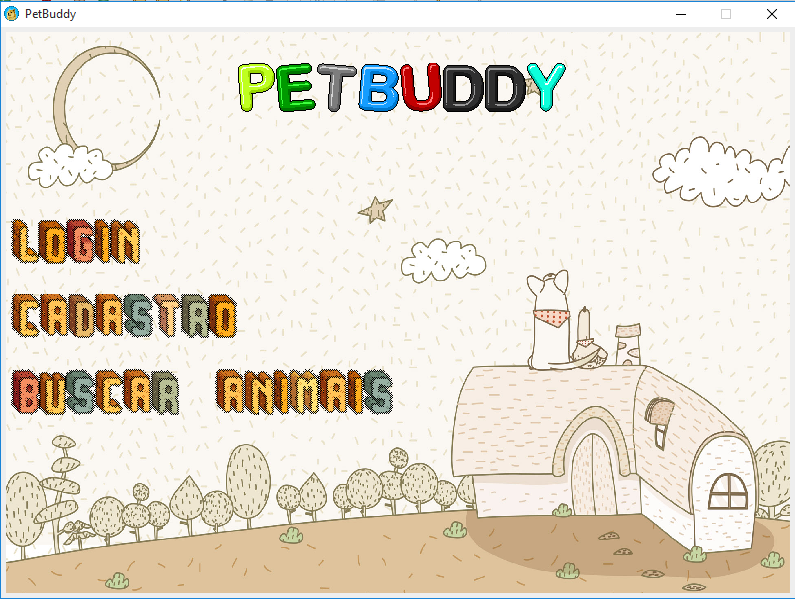 PetBuddy
PETBUDDY
LOGIN
CADASTRO
BUSCAR ANIMAIS